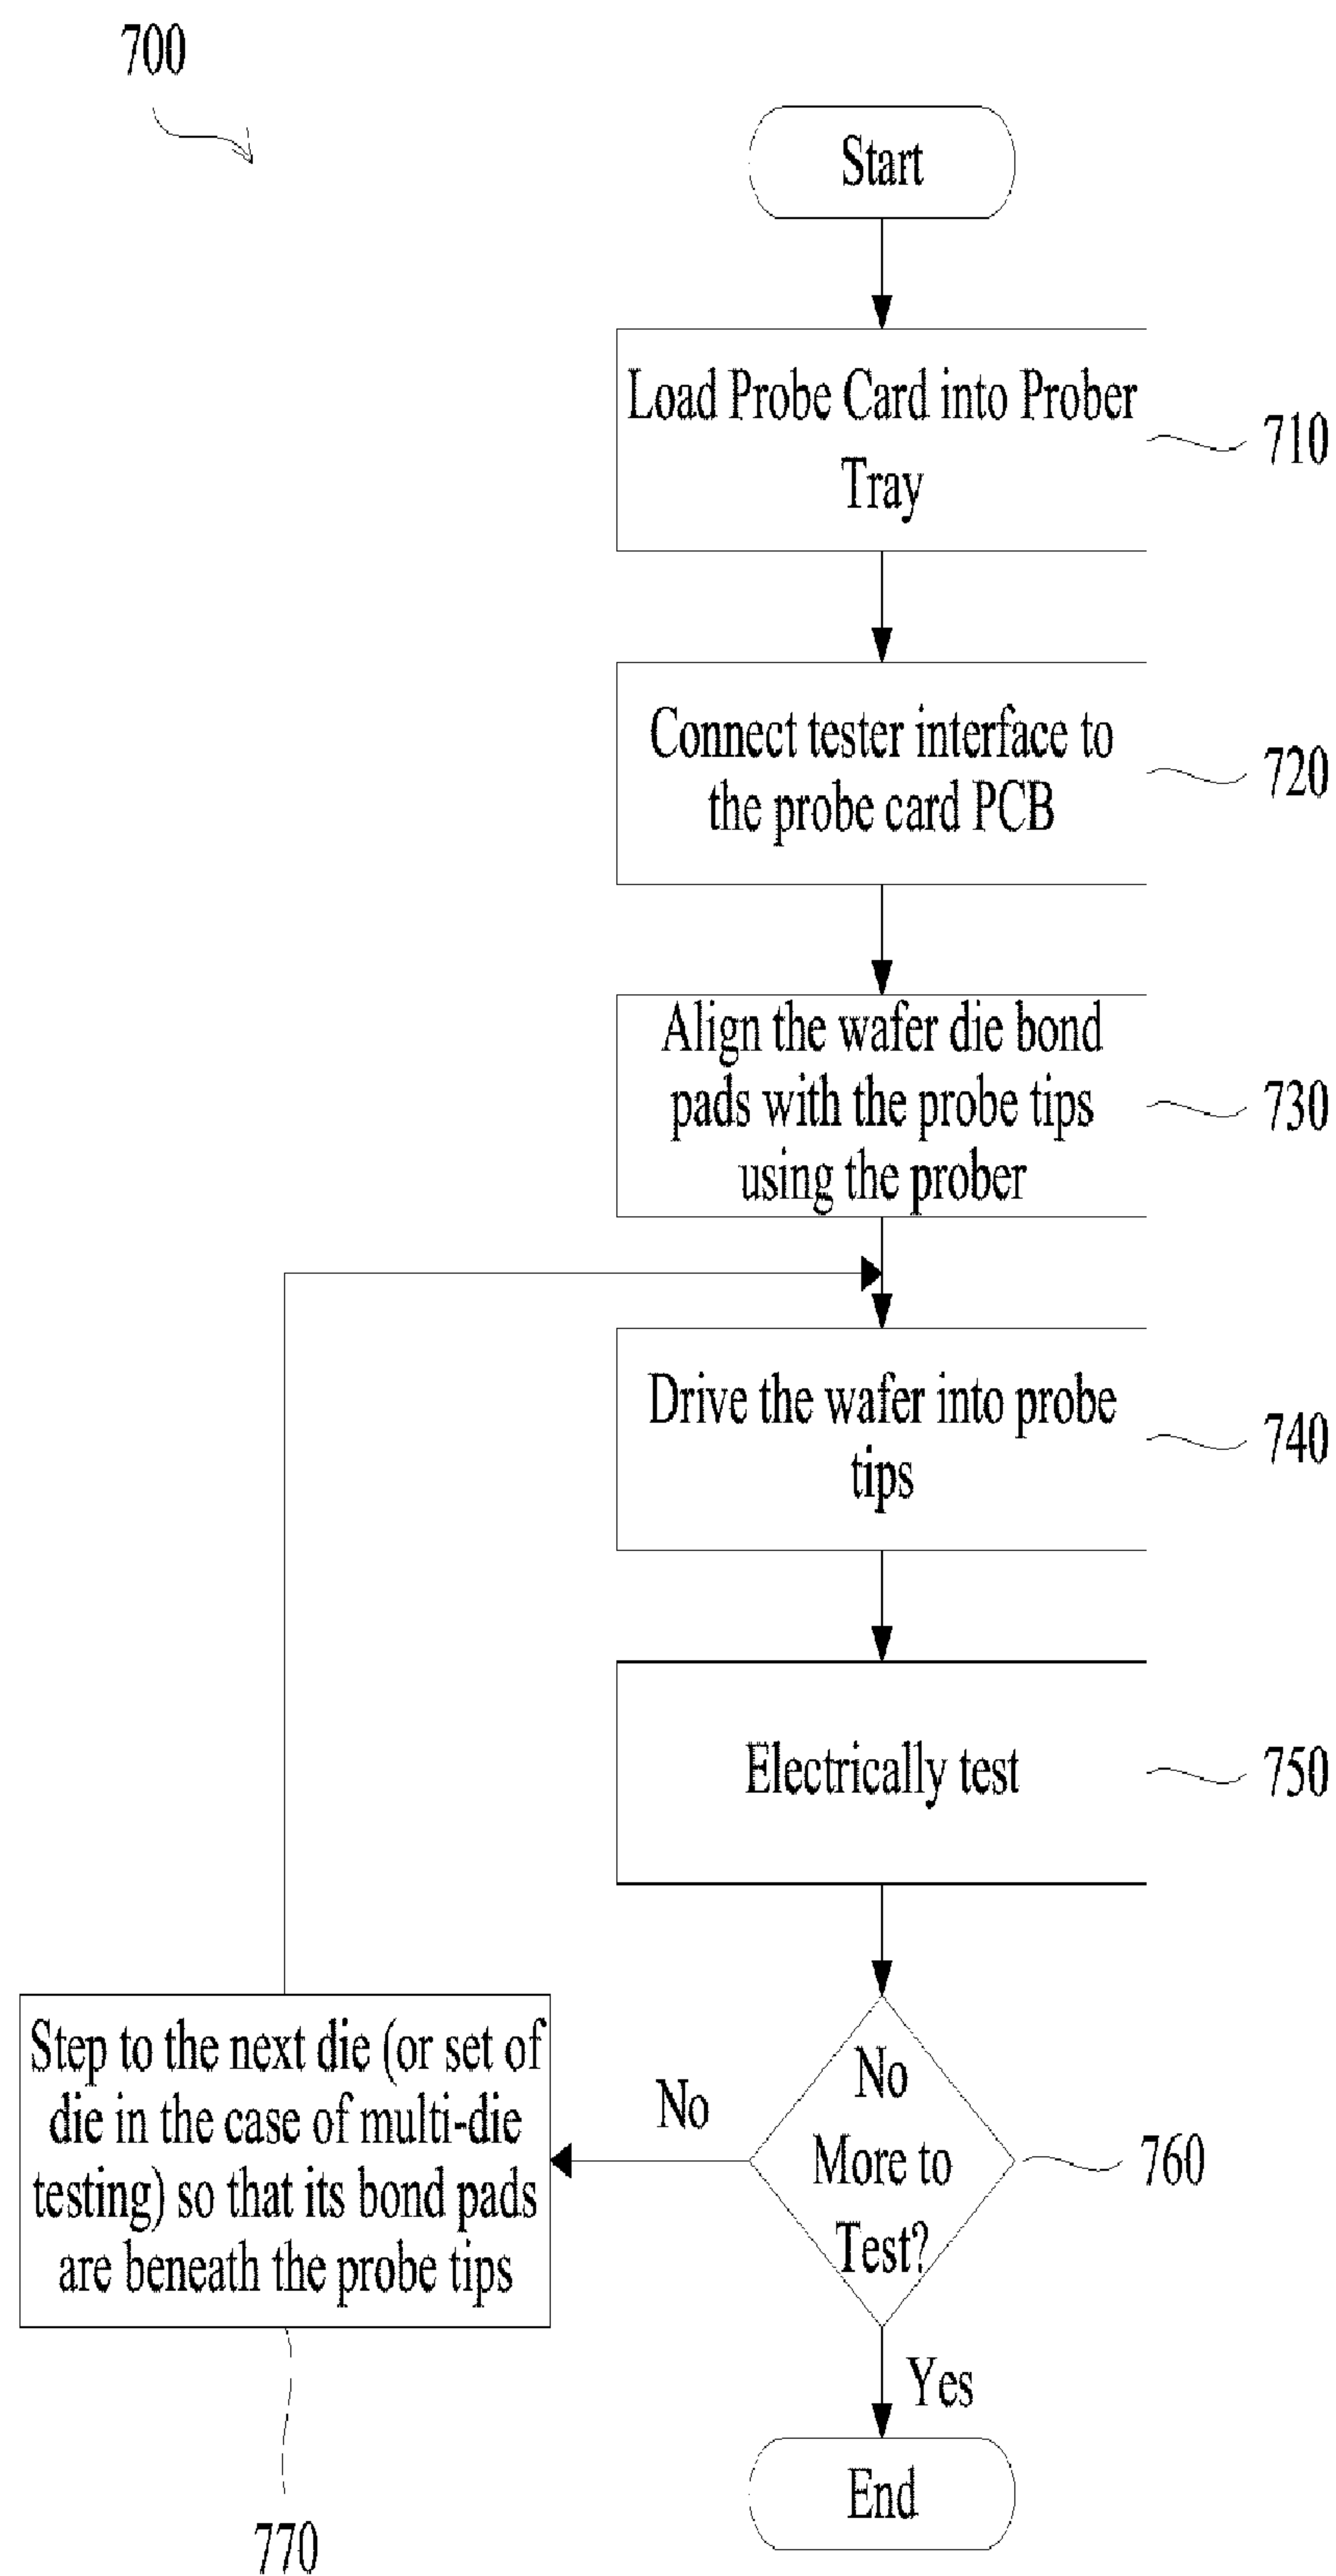 700
Start
Load Probe Card into Prober
Tray
710
Connect tester interface to
the probe card PCB
720
Align the wafer die bond
pads with the probe tips
using the prober
730
Drive the wafer into probe
tips
740
Electrically test
750
No
More to
Test?
760
No
Step to the next die (or set of
die in the case of multi-die
testing) so that its bond pads
are beneath the probe tips
770
Yes
End